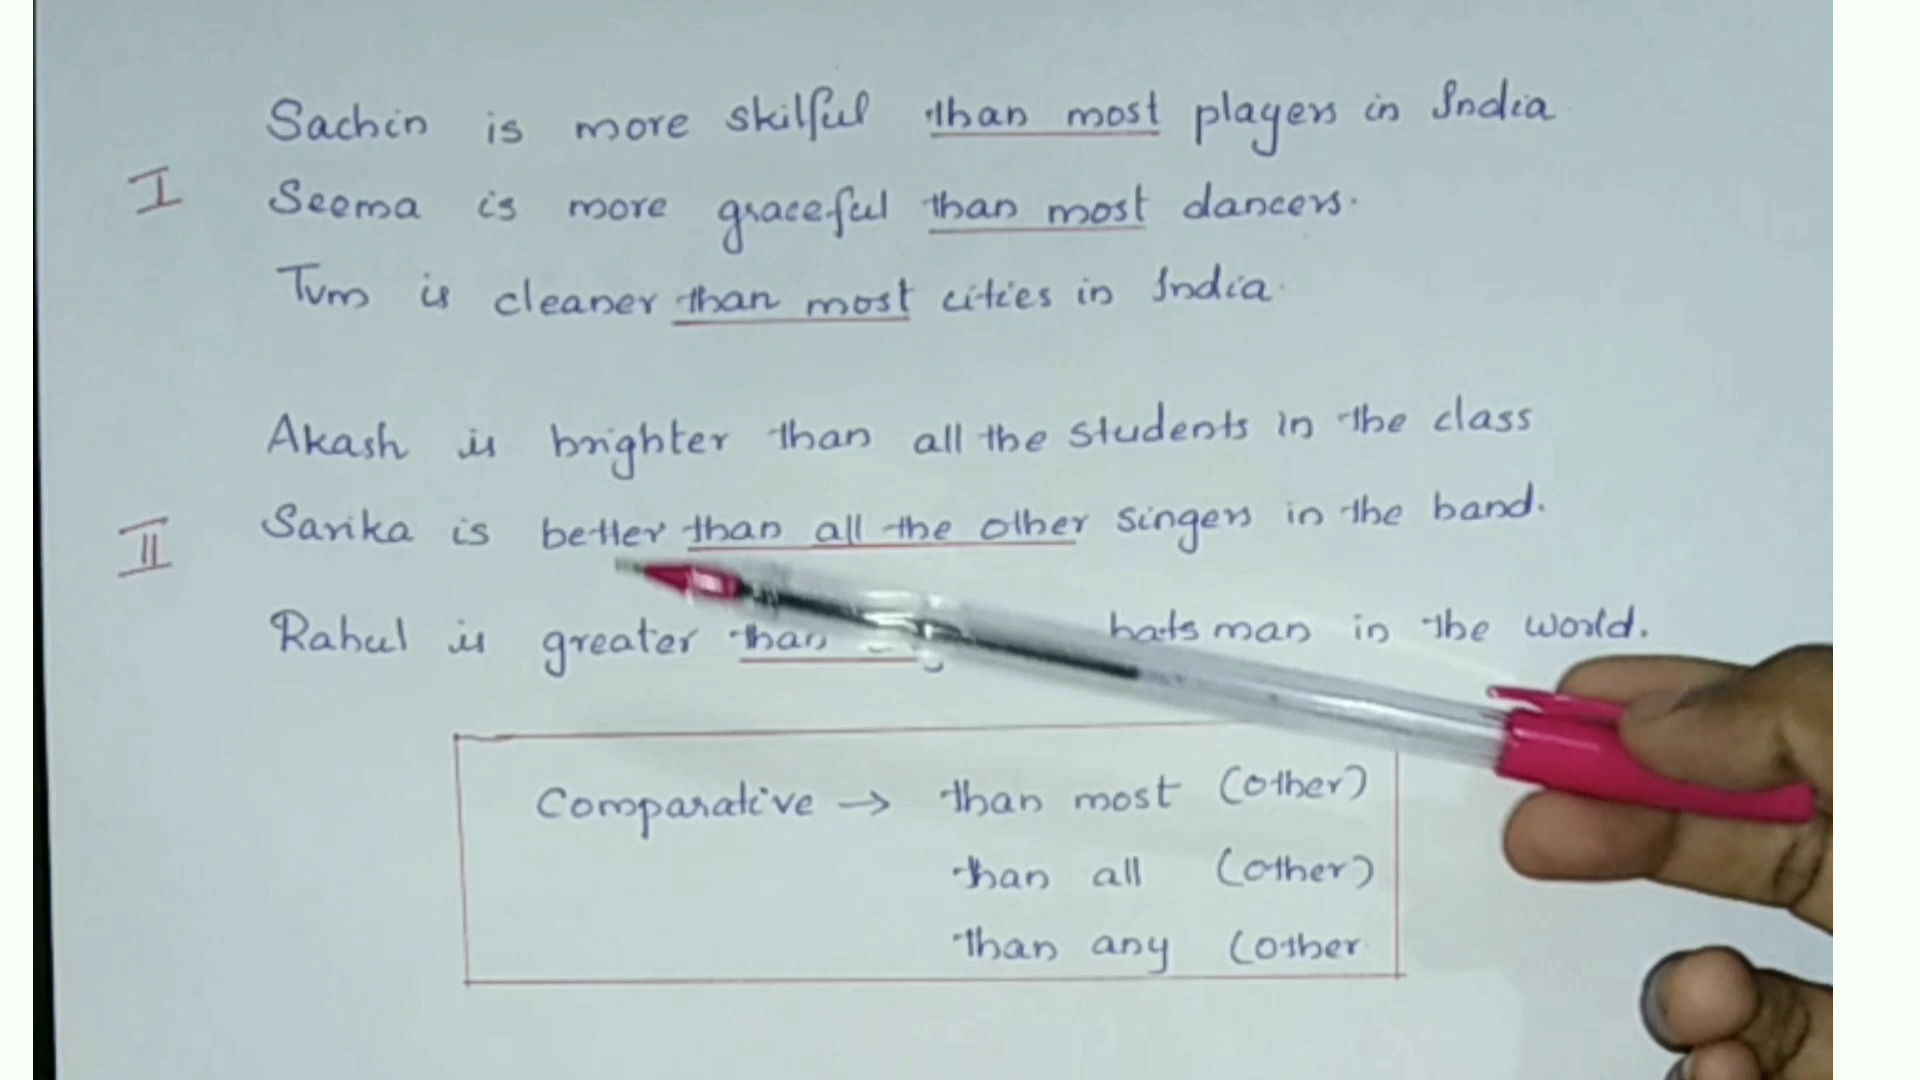 Sachin is more skilful than most players in India
I
Seema is more graceful than most dancers.
Tvm is cleaner than most cities in India.
Akash is brighter than all the students in the class
II
Sarika is better than all the other singers in the band.
Rahul is greater than batsman in the world.
Comparative → than most (other)
than all (other)
than any (other